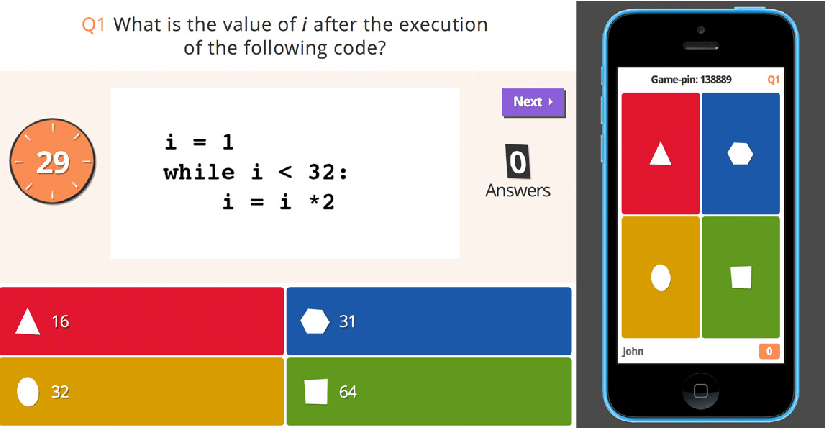 Q1 What is the value of i after the execution
of the following code?
Next
29
i = 1
while i < 32:
i = i *2
0
Answers
16
31
32
64
Game-pin: 138889 Q1
John 0